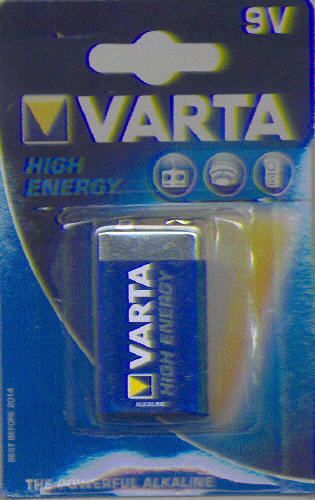 9V
VARTA
HIGH
ENERGY
VARTA
HIGH ENERGY
ALKALINE
BEST BEFORE 2014
THE POWERFUL ALKALINE